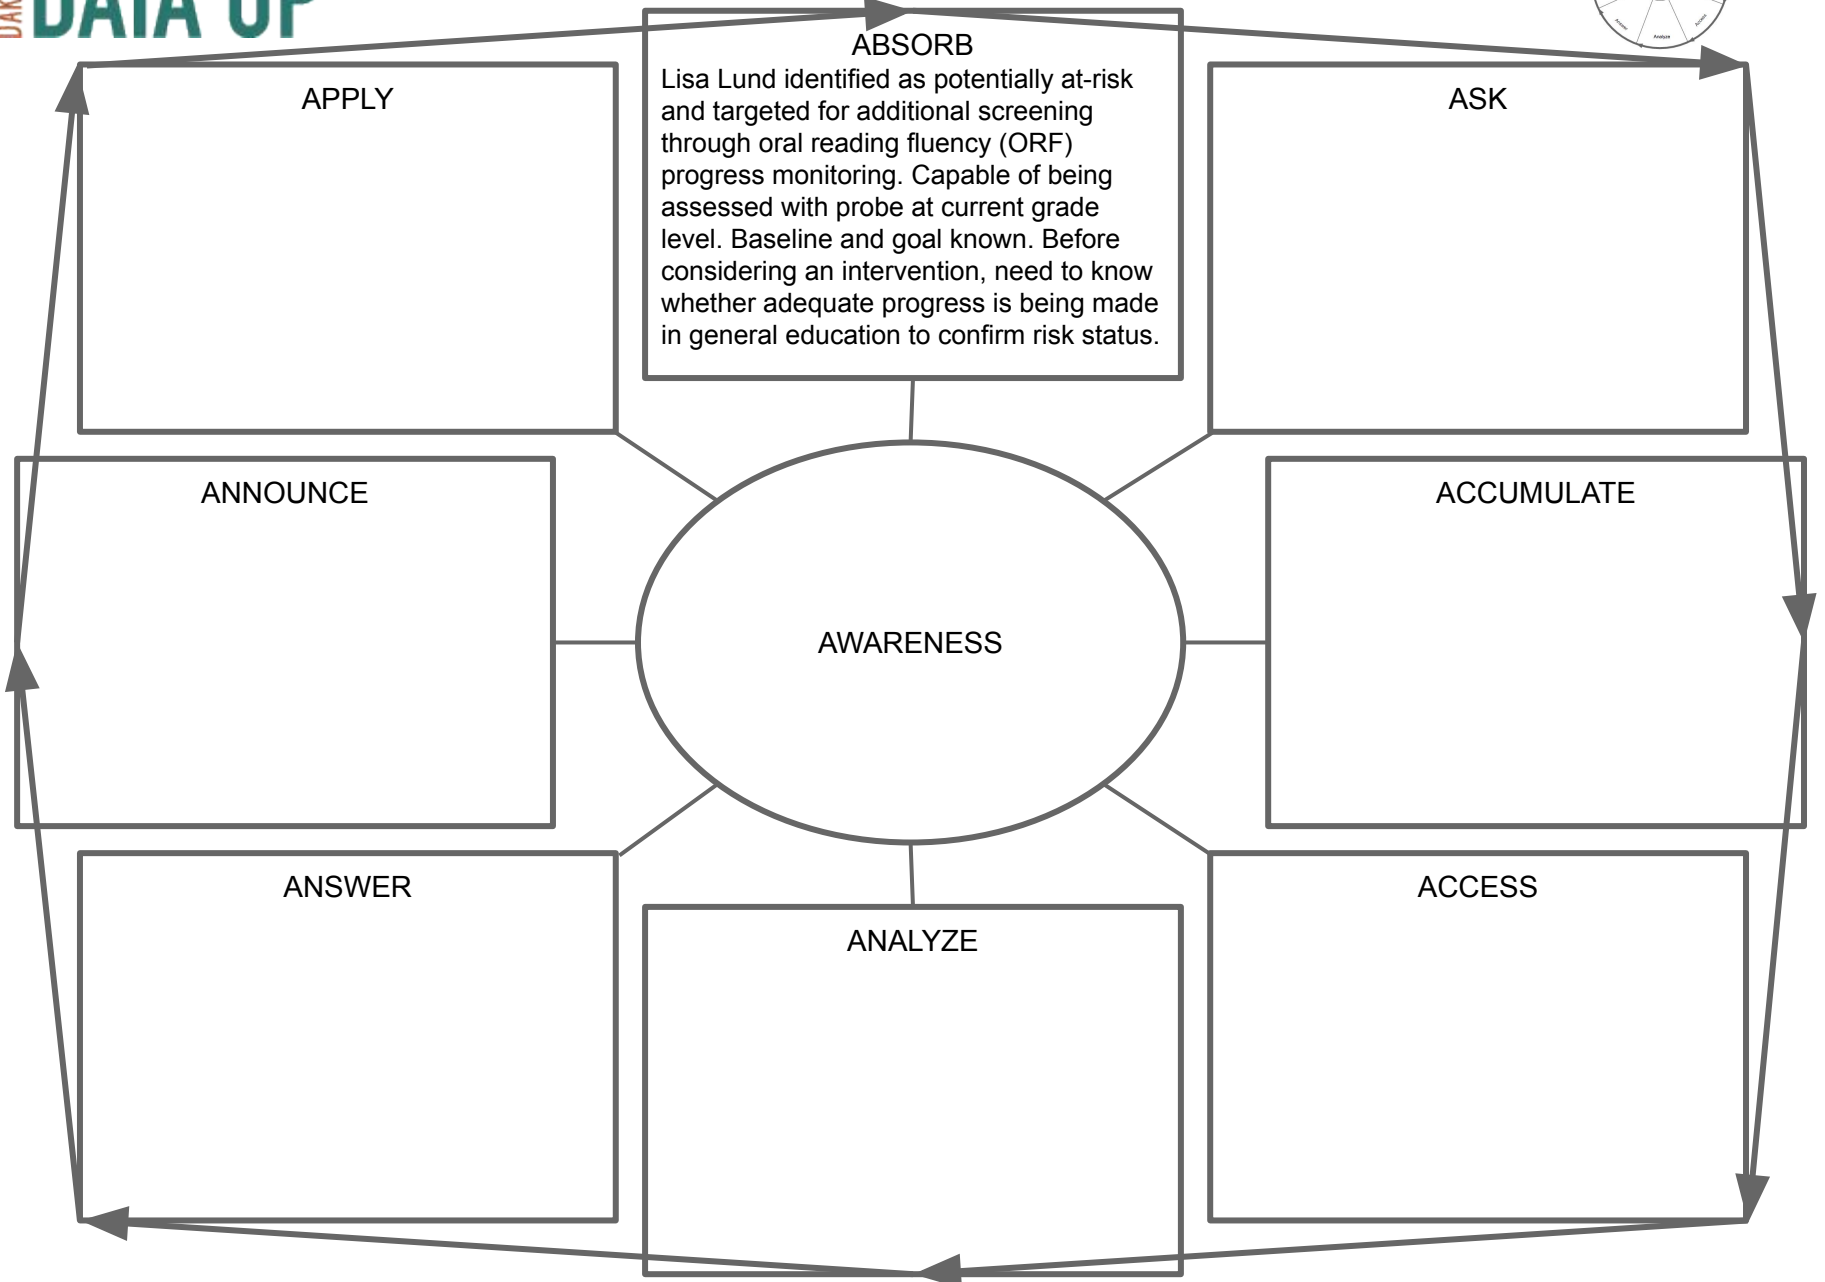 DATA UP
ABSORB
Lisa Lund identified as potentially at-risk
and targeted for additional screening
through oral reading fluency (ORF)
progress monitoring. Capable of being
assessed with probe at current grade
level. Baseline and goal known. Before
considering an intervention, need to know
whether adequate progress is being made
in general education to confirm risk status.
APPLY
ASK
ANNOUNCE
ACCUMULATE
AWARENESS
ANSWER
ACCESS
ANALYZE
Answer
Analyze
Access